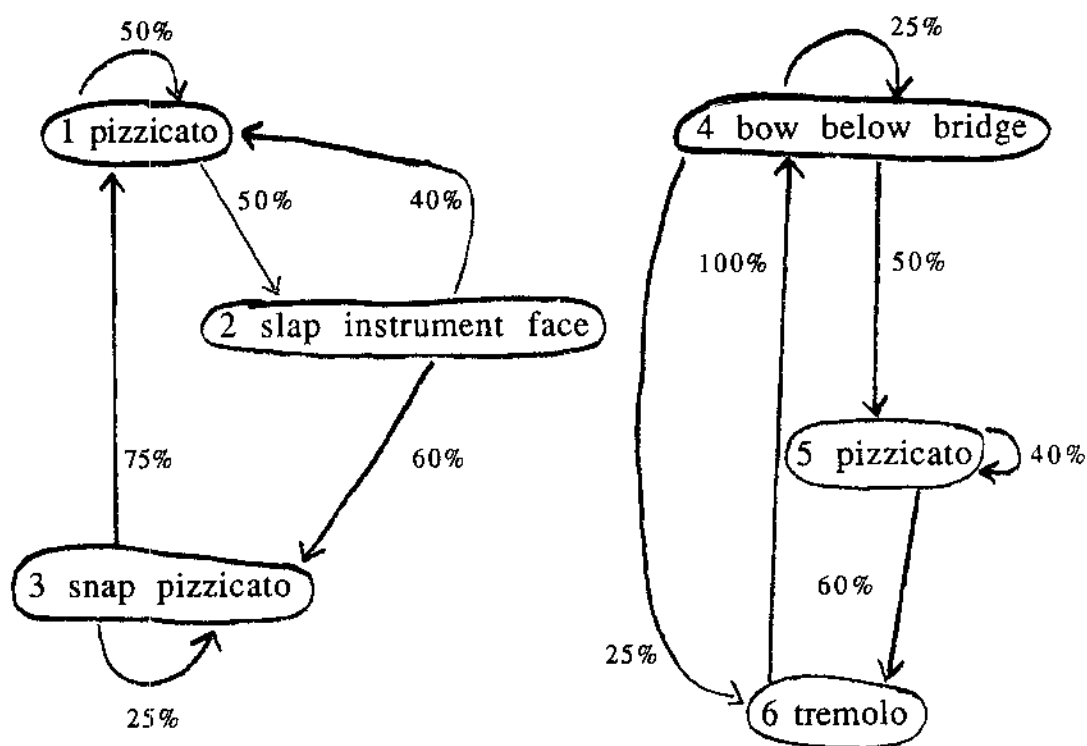 50%
1 pizzicato
50%
40%
2 slap instrument face
75%
60%
3 snap pizzicato
25%
25%
4 bow below bridge
100%
50%
5 pizzicato
40%
60%
25%
6 tremolo